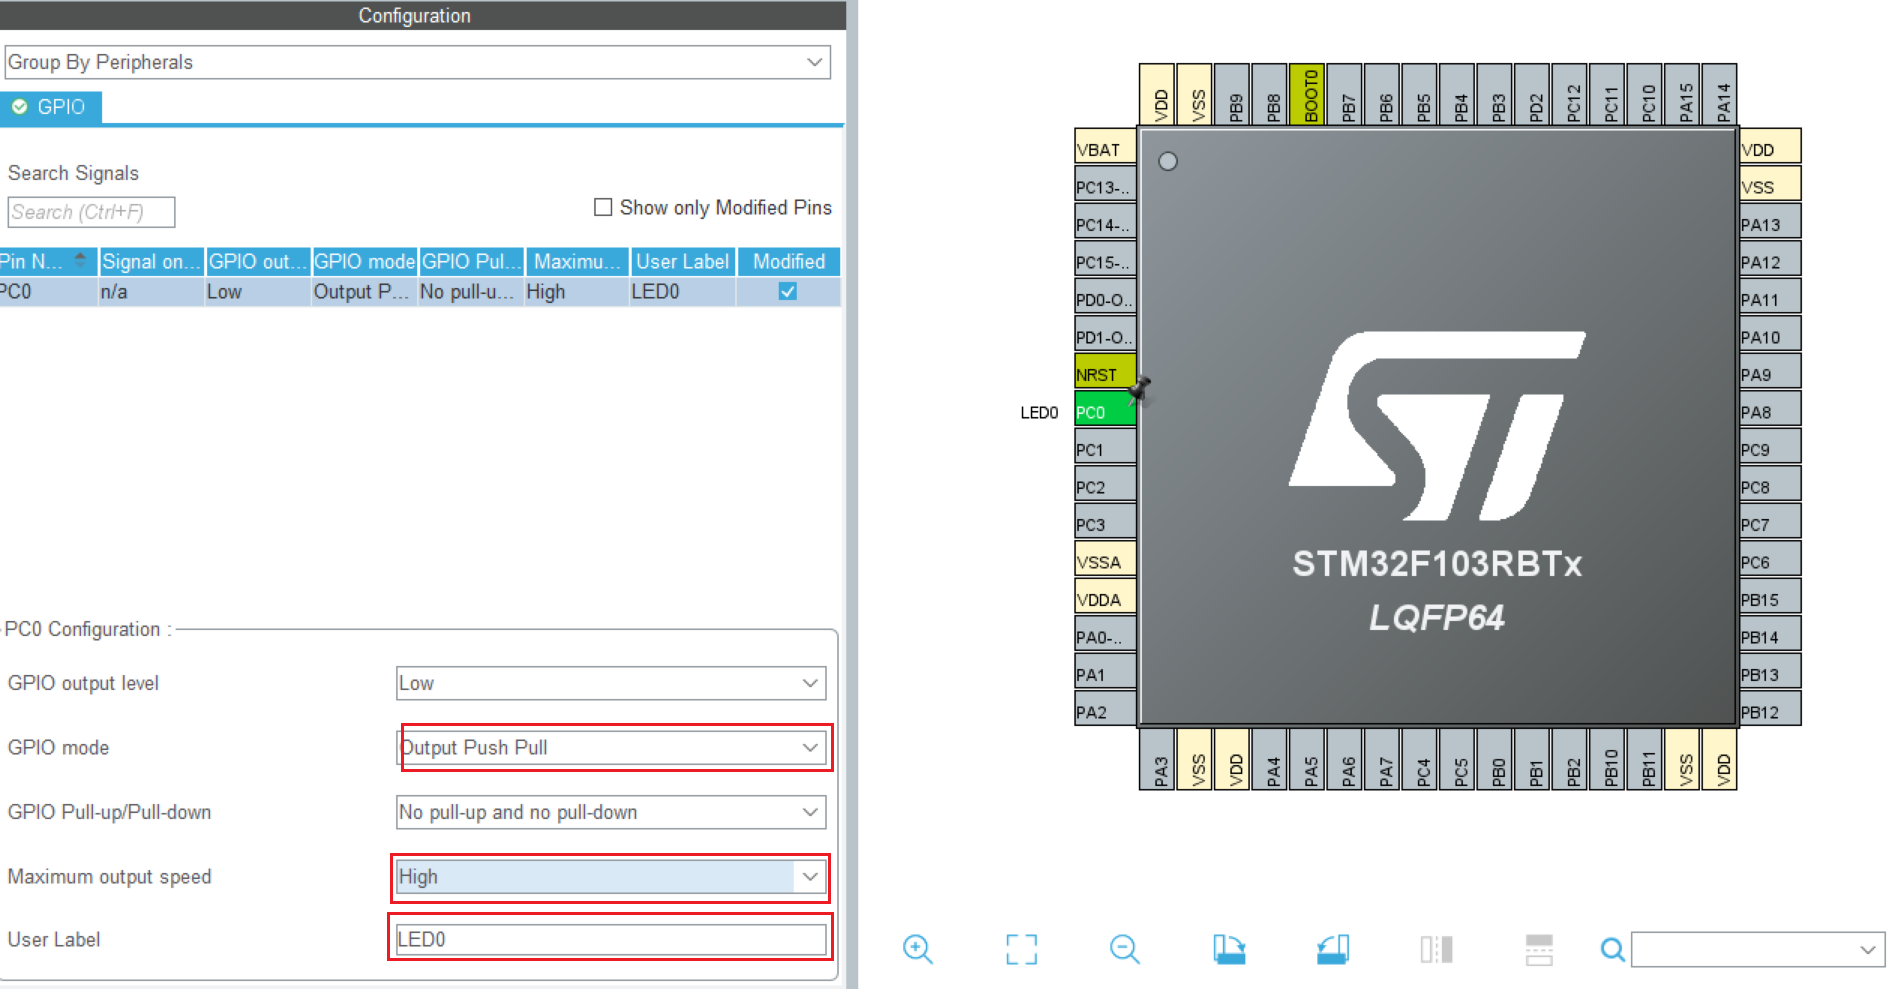 Configuration
Group By Peripherals
GPIO
Search Signals
Search (Ctrl+F)
Show only Modified Pins
Pin N... Signal on... GPIO out... GPIO mode GPIO Pul... Maximu... User Label Modified
PC0 n/a Low Output P... No pull-u... High LED0
PC0 Configuration :
GPIO output level Low
GPIO mode Output Push Pull
GPIO Pull-up/Pull-down No pull-up and no pull-down
Maximum output speed High
User Label LED0
VDD VSS PB9 PB8 BOOT0 PB7 PB6 PB5 PB4 PB3 PD2 PC12 PC11 PC10 PA15 PA14
VBAT VDD
PC13-.. VSS
PC14-.. PA13
PC15-.. PA12
PD0-O.. PA11
PD1-O.. PA10
NRST PA9
LED0 PC0 PA8
PC1 PC9
PC2 PC8
PC3 PC7
VSSA PC6
VDDA PB15
PA0-.. PB14
PA1 PB13
PA2 PB12
ST
STM32F103RBTx
LQFP64
PA3 VSS VDD PA4 PA5 PA6 PA7 PC4 PC5 PB0 PB1 PB2 PB10 PB11 VSS VDD